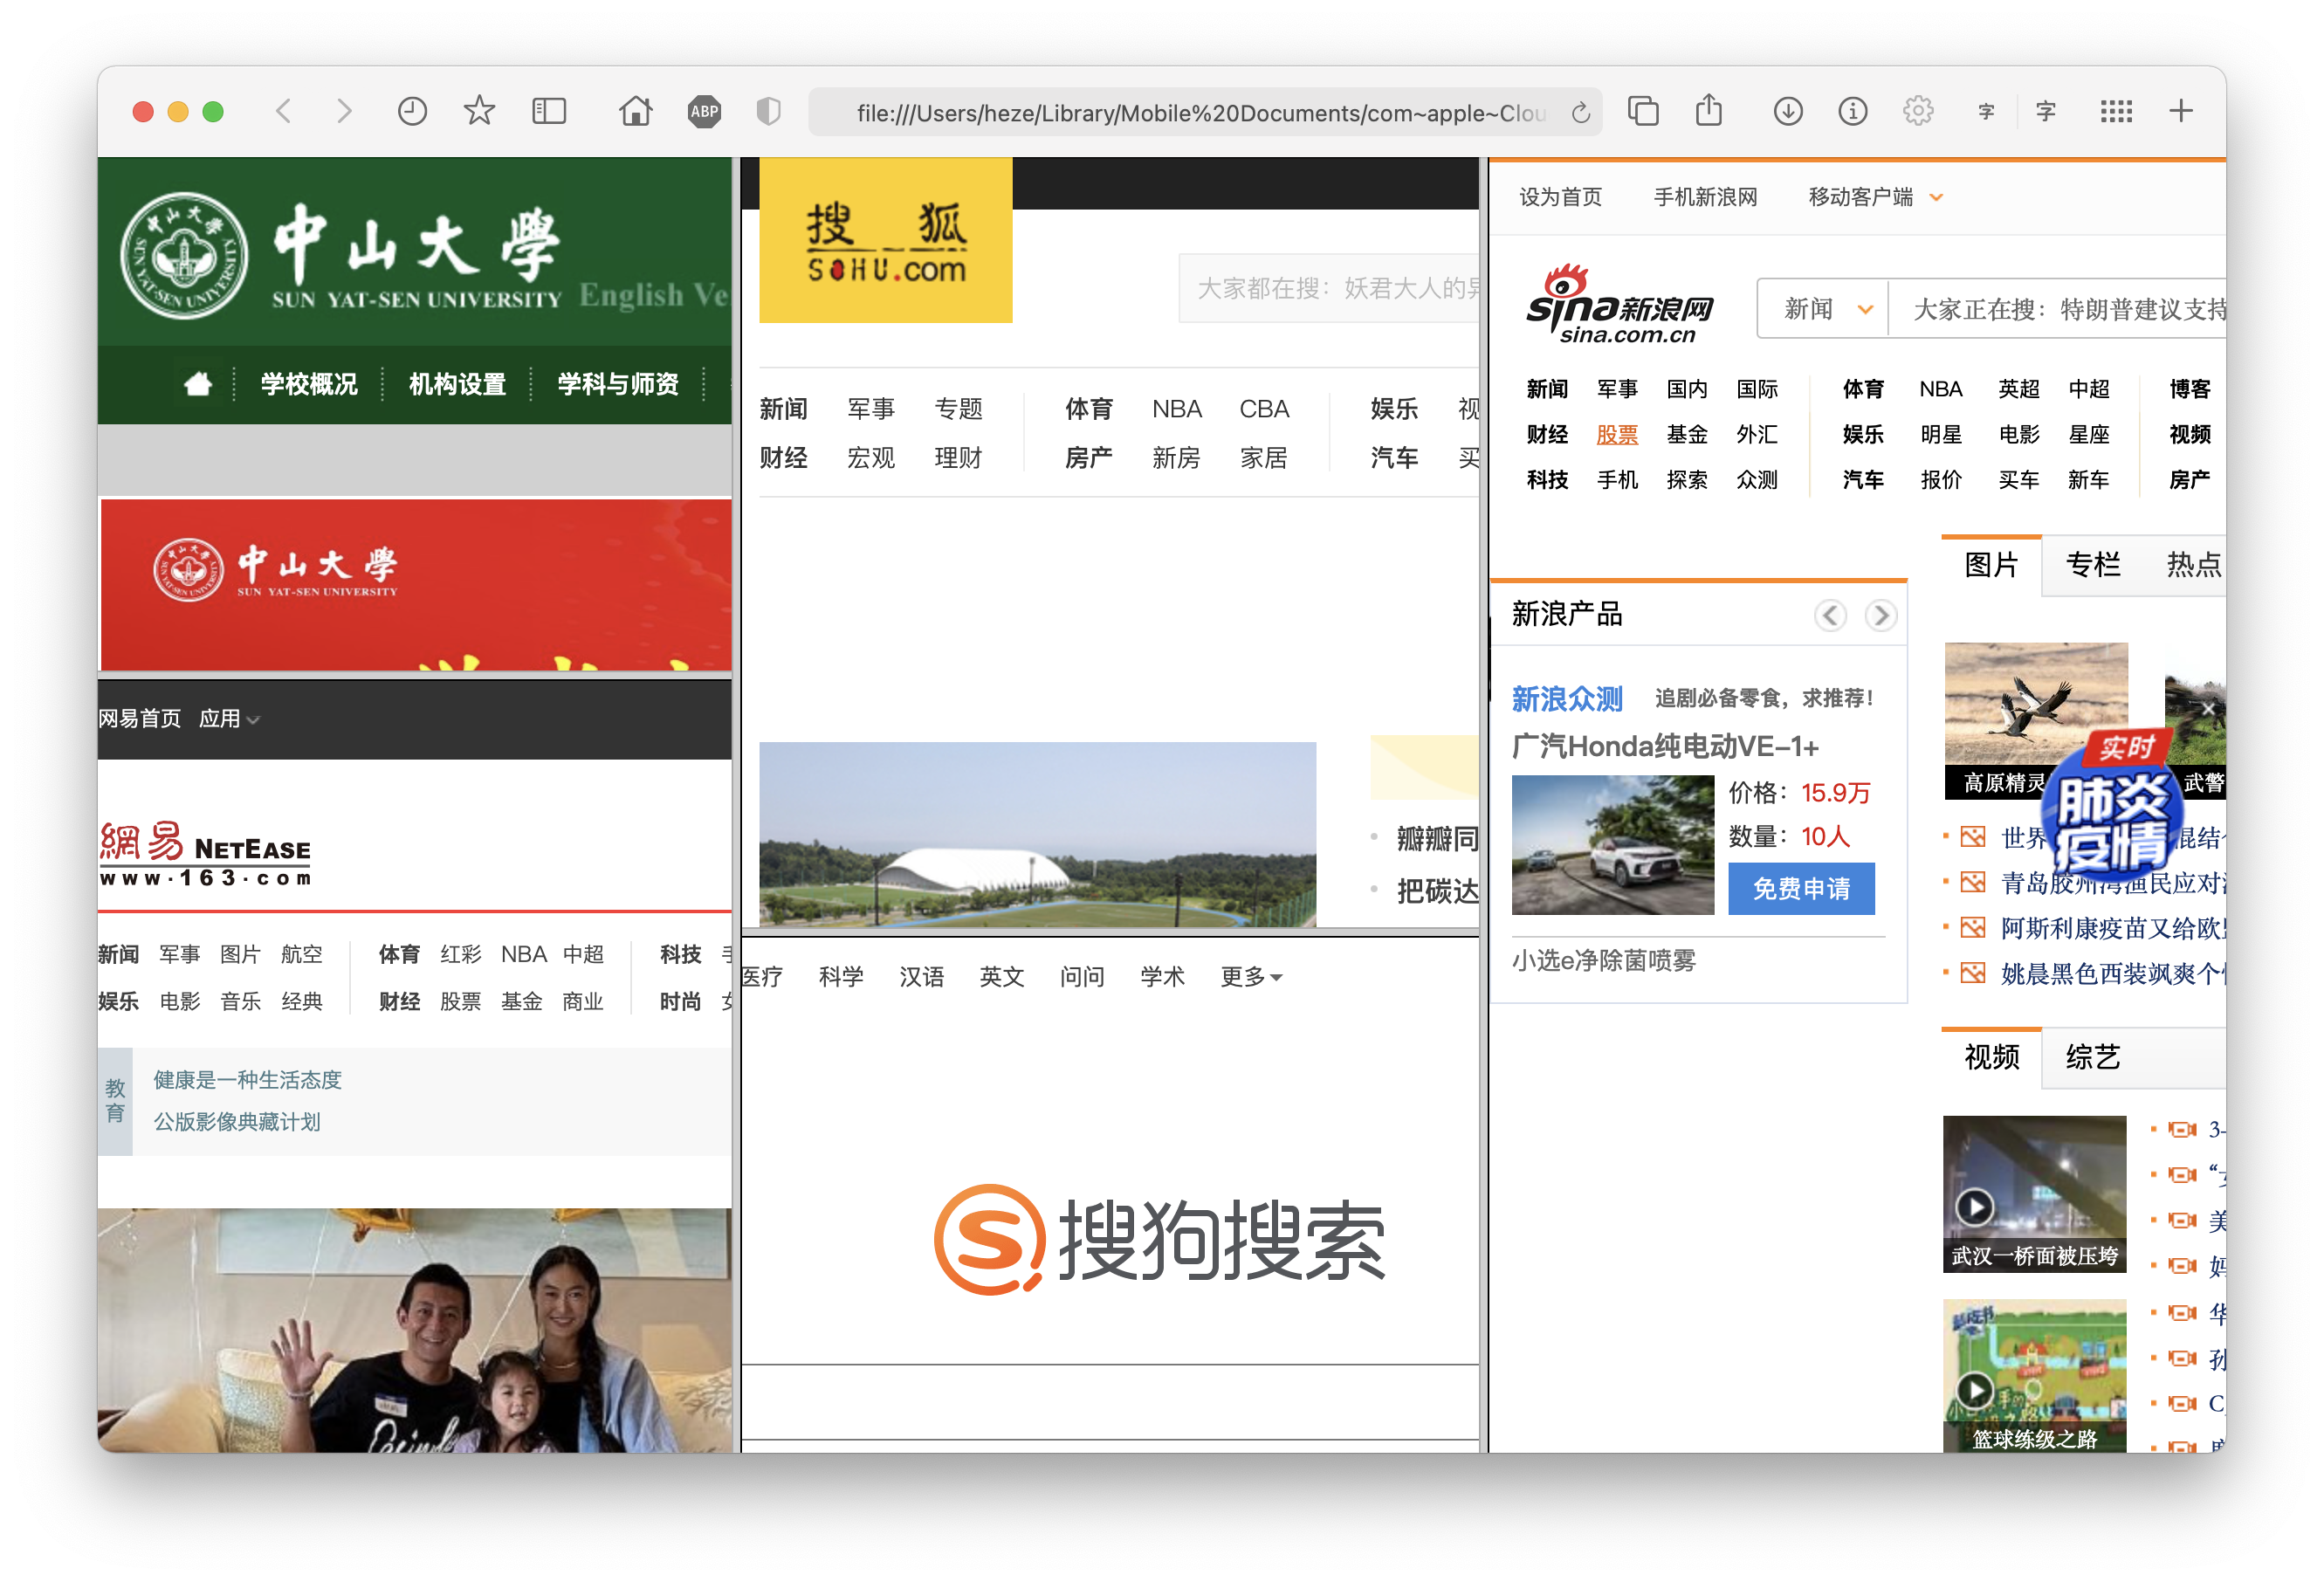 ABP
file:///Users/heze/Library/Mobile%20Documents/com~apple~Clou
字 字
中山大學
SUN YAT-SEN UNIVERSITY
English Ve
学校概况 机构设置 学科与师资
中山大學
SUN YAT-SEN UNIVERSITY
网易首页 应用
網易 NETEASE
www.163.com
新闻 军事 图片 航空 体育 红彩 NBA 中超 科技
娱乐 电影 音乐 经典 财经 股票 基金 商业 时尚
教育
健康是一种生活态度
公版影像典藏计划
搜狐
SOHU.com
大家都在搜：妖君大人的
新闻 军事 专题 体育 NBA CBA 娱乐 视
财经 宏观 理财 房产 新房 家居 汽车 买
瓣瓣同
把碳达
医疗 科学 汉语 英文 问问 学术 更多
搜狗搜索
设为首页 手机新浪网 移动客户端
sina新浪网
sina.com.cn
新闻 大家正在搜：特朗普建议支持
新闻 军事 国内 国际 体育 NBA 英超 中超 博客
财经 股票 基金 外汇 娱乐 明星 电影 星座 视频
科技 手机 探索 众测 汽车 报价 买车 新车 房产
新浪产品
新浪众测 追剧必备零食，求推荐！
广汽Honda纯电动VE-1+
价格：15.9万
数量：10人
免费申请
小选e净除菌喷雾
图片 专栏 热点
高原精灵
武警
实时
肺炎
疫情
世界 混结
青岛胶州湾渔民应对
阿斯利康疫苗又给欧
姚晨黑色西装飒爽个
视频 综艺
武汉一桥面被压垮
篮球练级之路
3
美
妈
华
孙
C